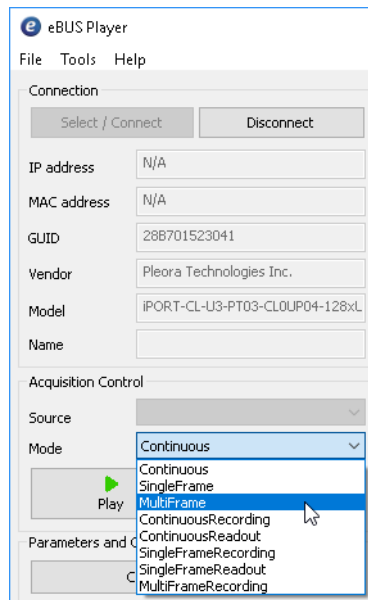 eBUS Player
File Tools Help
Connection
Select / Connect Disconnect
IP address N/A
MAC address N/A
GUID 28B701523041
Vendor Pleora Technologies Inc.
Model iPORT-CL-U3-PT03-CL0UP04-128xL
Name
Acquisition Control
Source
Mode Continuous
Continuous
SingleFrame
MultiFrame
Play
ContinuousRecording
ContinuousReadout
Parameters and C
SingleFrameRecording
SingleFrameReadout
C
MultiFrameRecording